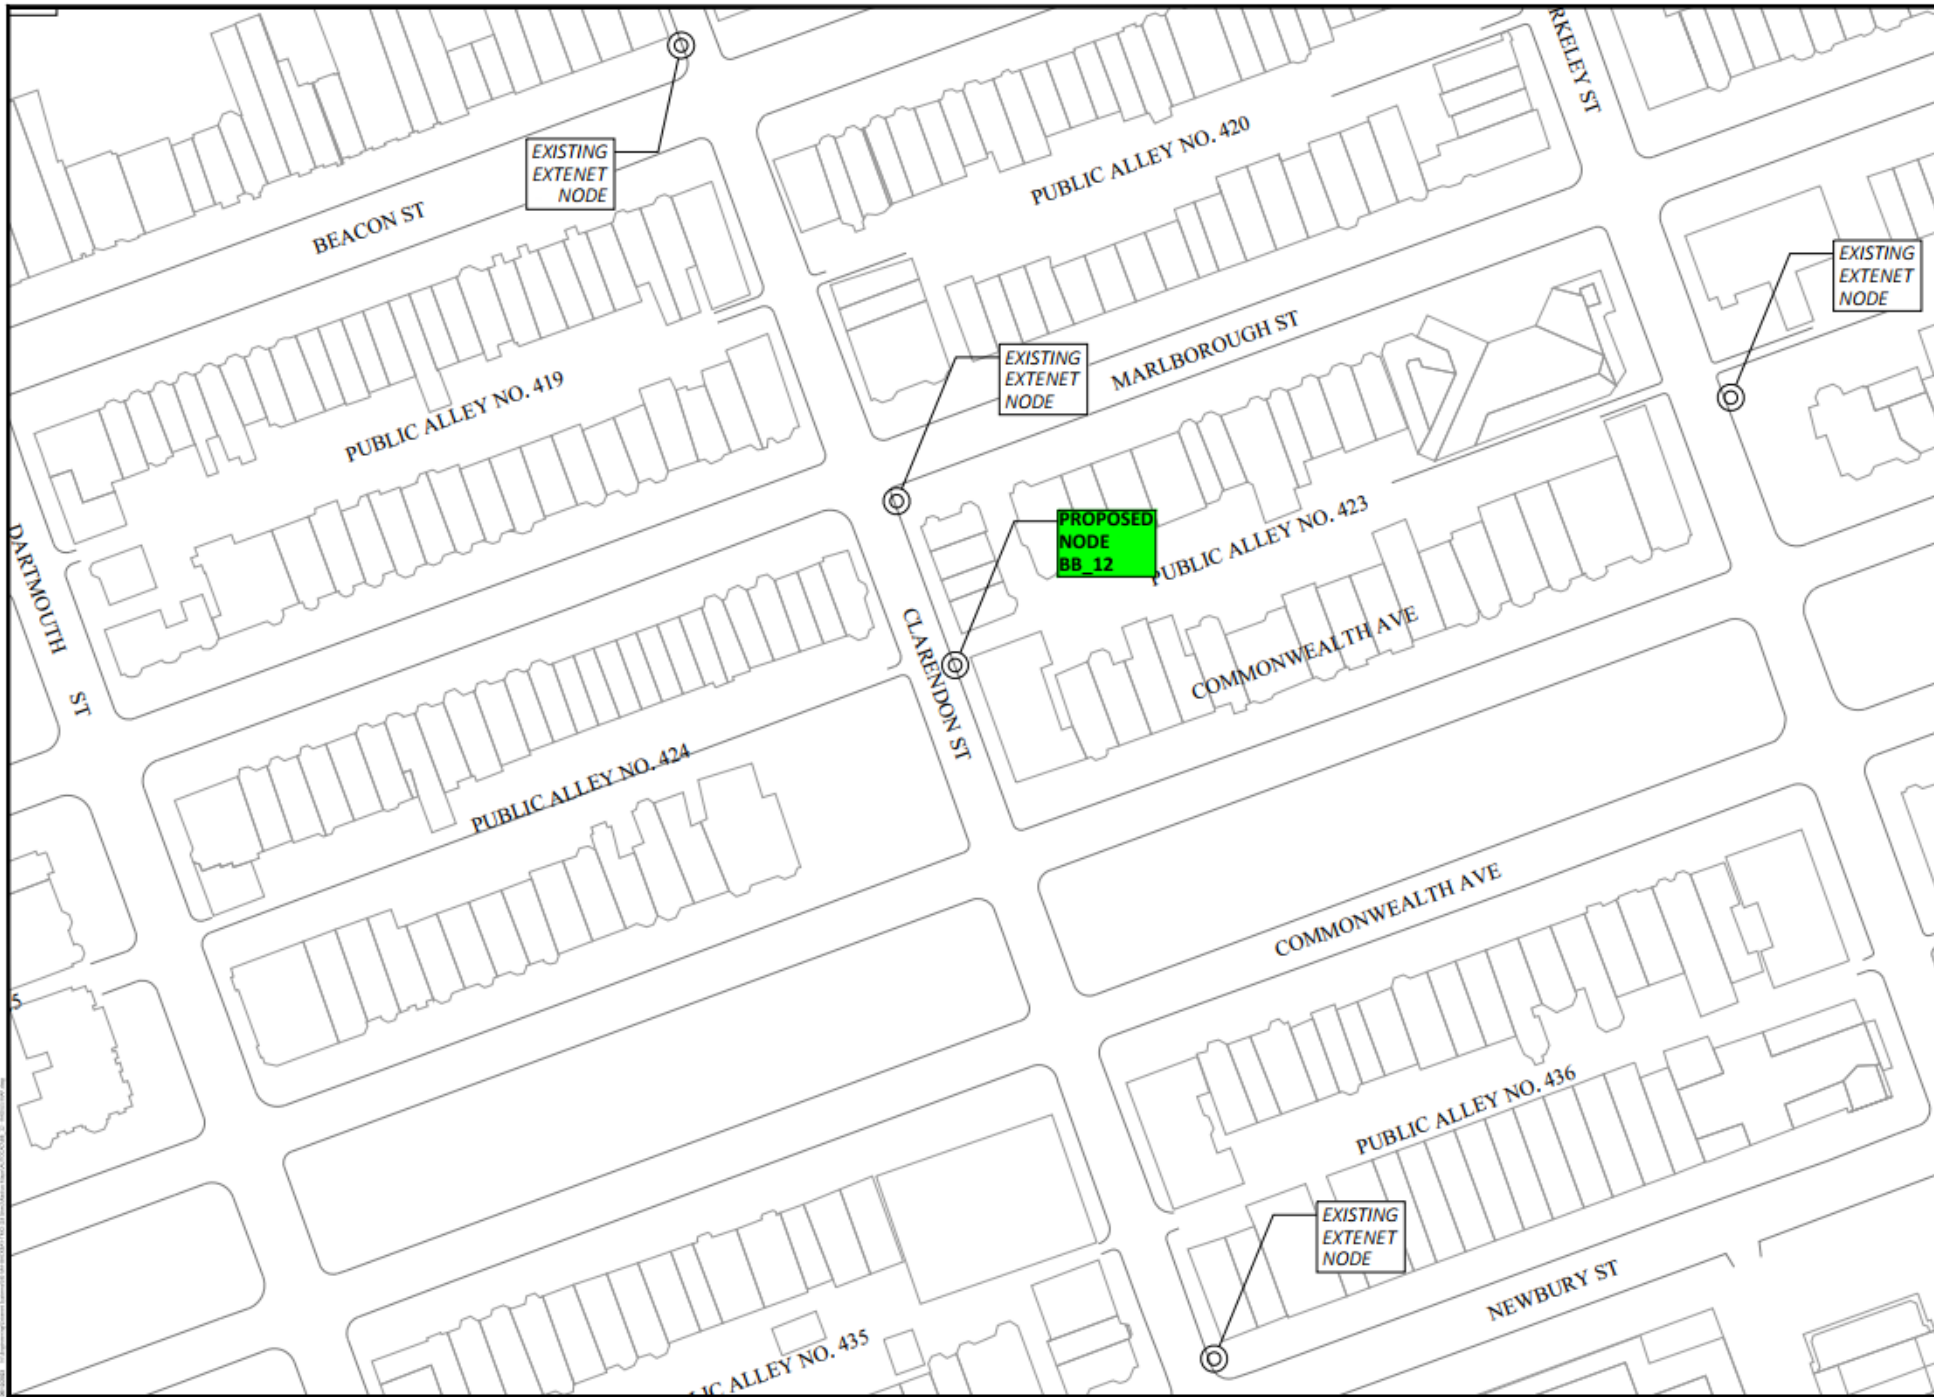 RKELEY ST
EXISTING
EXTENET
NODE
PUBLIC ALLEY NO. 420
BEACON ST
EXISTING
EXTENET
NODE
EXISTING
EXTENET
NODE
MARLBOROUGH ST
PUBLIC ALLEY NO. 419
PROPOSED
NODE
BB_12
PUBLIC ALLEY NO. 423
DARTMOUTH ST
CLARENDON ST
COMMONWEALTH AVE
PUBLIC ALLEY NO. 424
COMMONWEALTH AVE
5
PUBLIC ALLEY NO. 436
EXISTING
EXTENET
NODE
NEWBURY ST
LIC ALLEY NO. 435